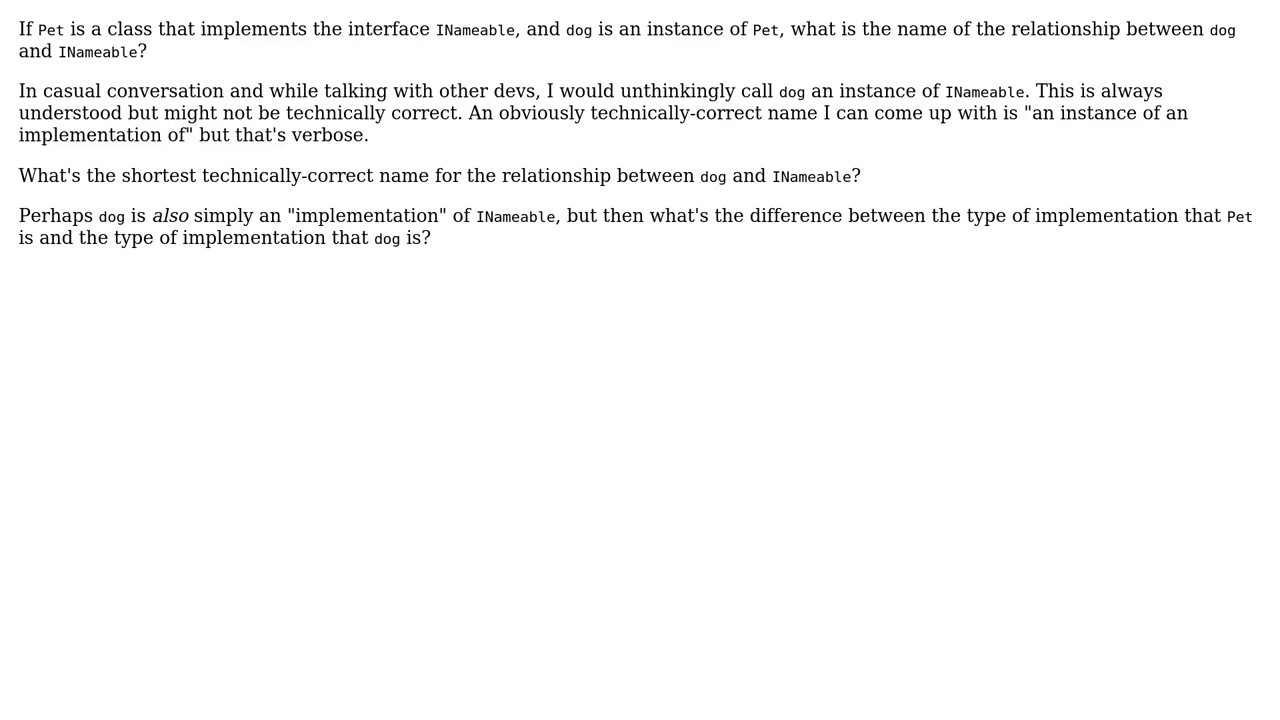 If Pet is a class that implements the interface INameable, and dog is an instance of Pet, what is the name of the relationship between dog
and INameable?
In casual conversation and while talking with other devs, I would unthinkingly call dog an instance of INameable. This is always
understood but might not be technically correct. An obviously technically-correct name I can come up with is "an instance of an
implementation of" but that's verbose.
What's the shortest technically-correct name for the relationship between dog and INameable?
Perhaps dog is also simply an "implementation" of INameable, but then what's the difference between the type of implementation that Pet
is and the type of implementation that dog is?